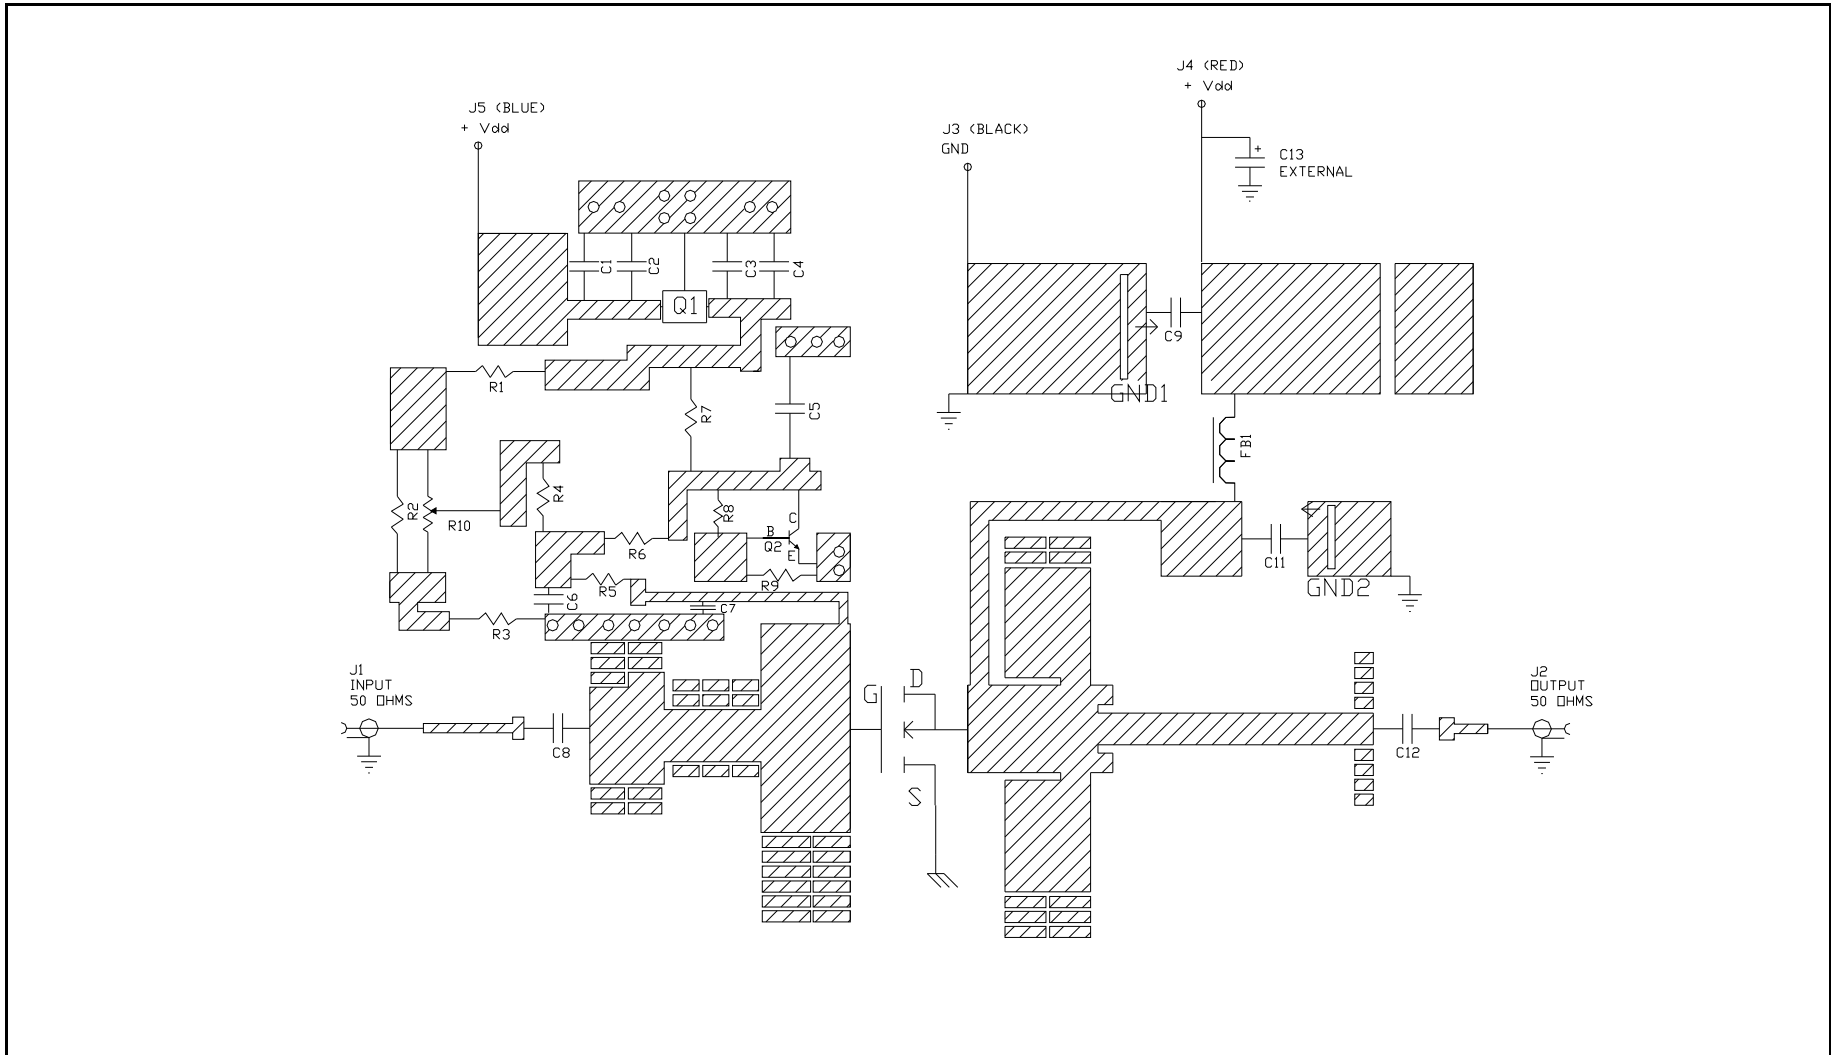 J4 (RED)
+ Vdd
J5 (BLUE)
+ Vdd
J3 (BLACK)
GND
+
C13
EXTERNAL
C1
C2
C3
C4
Q1
C9
GND1
R1
R7
C5
FB1
R2
R10
R4
R8
C
B
Q2
E
R6
R9
R5
C6
C7
R3
C11
GND2
J1
INPUT
50 OHMS
C8
G
D
S
C12
J2
OUTPUT
50 OHMS